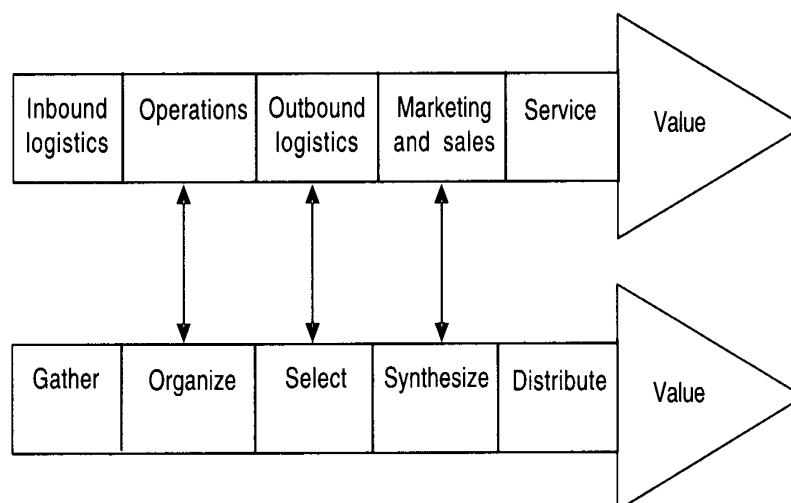 Inbound
logistics
Operations
Outbound
logistics
Marketing
and sales
Service
Value
Gather
Organize
Select
Synthesize
Distribute
Value